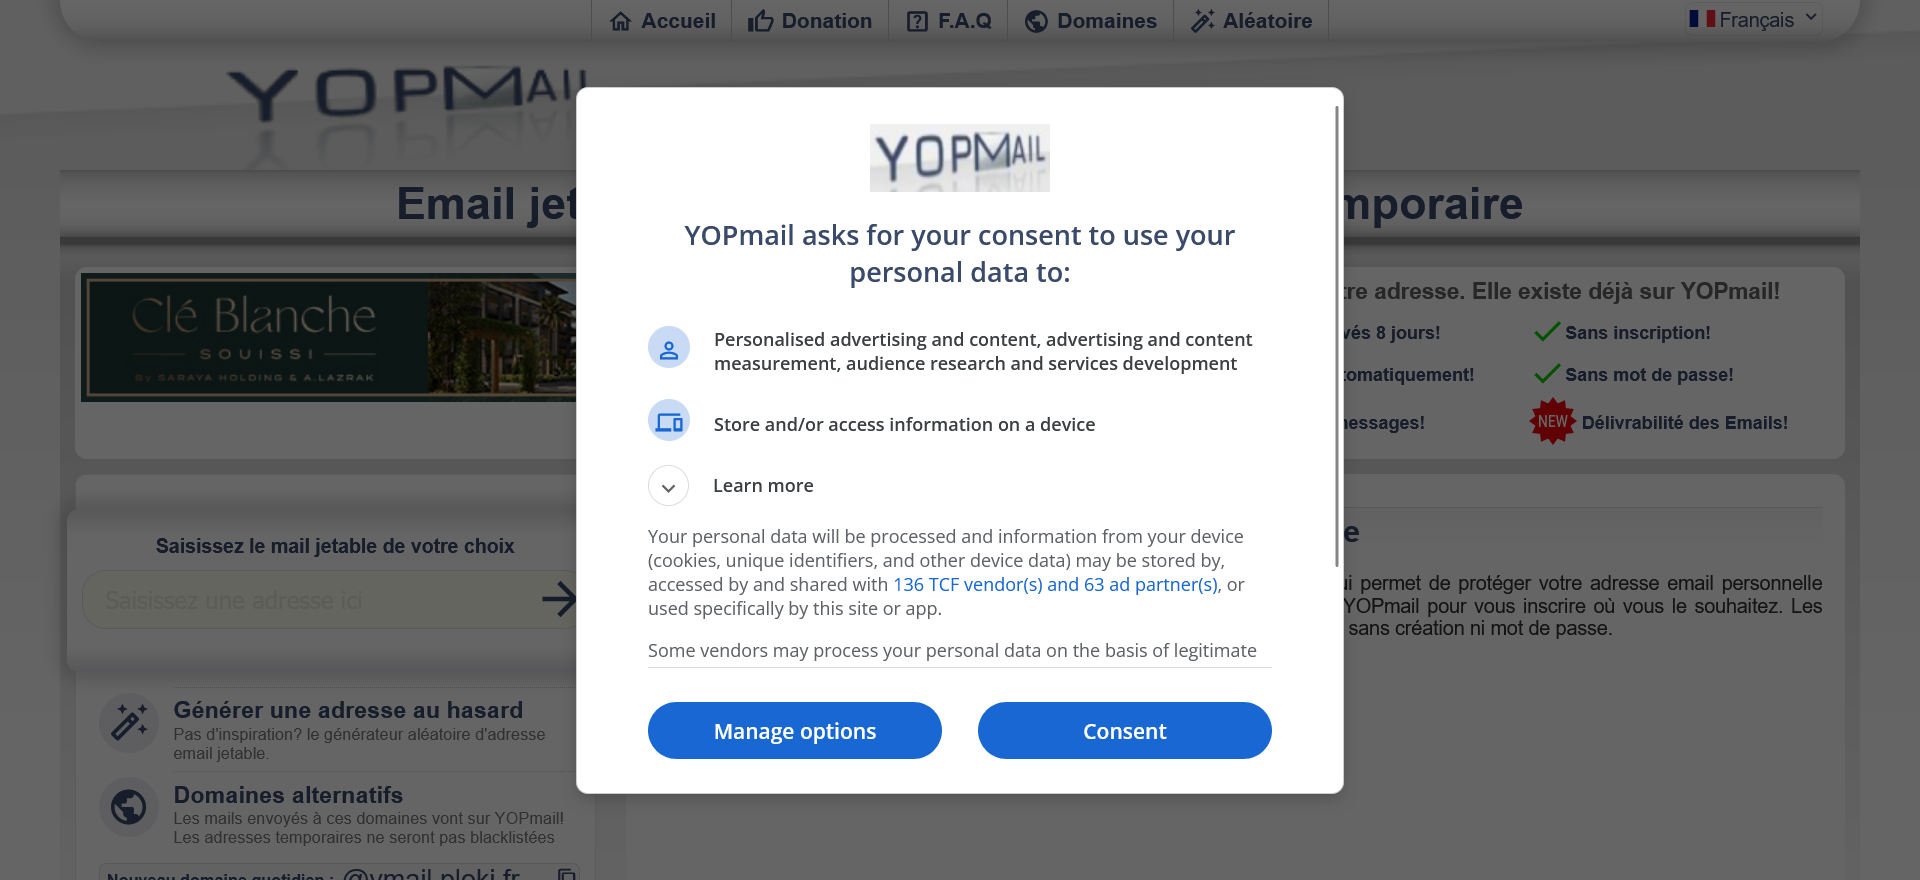 Accueil
Donation
F.A.Q
Domaines
Aléatoire
Français
YOPMAIL
Email jet
mporaire
Clé Blanche
SOUISSI
By SARAYA HOLDING & A.LAZRAK
YOPMAIL
YOPmail asks for your consent to use your
personal data to:
Personalised advertising and content, advertising and content
measurement, audience research and services development
Store and/or access information on a device
Learn more
Your personal data will be processed and information from your device
(cookies, unique identifiers, and other device data) may be stored by,
accessed by and shared with 136 TCF vendor(s) and 63 ad partner(s), or
used specifically by this site or app.
Some vendors may process your personal data on the basis of legitimate
Manage options
Consent
tre adresse. Elle existe déjà sur YOPmail!
vés 8 jours!
Sans inscription!
tomatiquement!
Sans mot de passe!
nessages!
NEW
Délivrabilité des Emails!
Saisissez le mail jetable de votre choix
Saisissez une adresse ici
e
ui permet de protéger votre adresse email personnelle
YOPmail pour vous inscrire où vous le souhaitez. Les
sans création ni mot de passe.
Générer une adresse au hasard
Pas d'inspiration? le générateur aléatoire d'adresse
email jetable.
Domaines alternatifs
Les mails envoyés à ces domaines vont sur YOPmail!
Les adresses temporaires ne seront pas blacklistées
Nouveau domaine quotidien : @ymail.ploki.fr